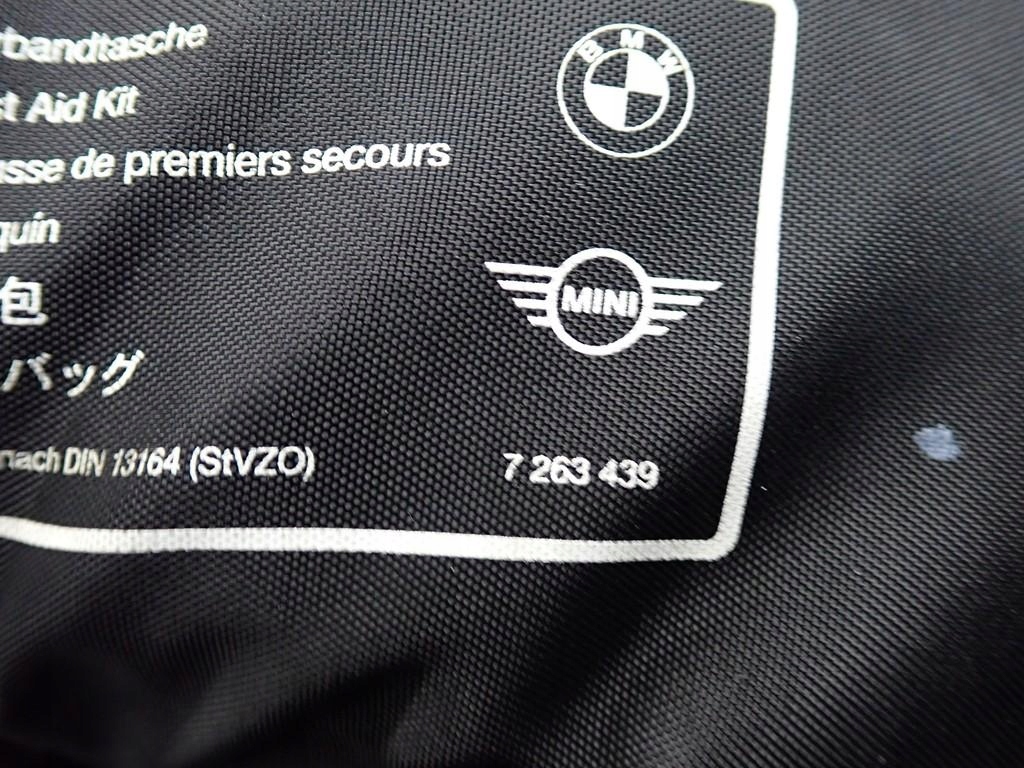 rbandtasche
BMW
st Aid Kit
usse de premiers secours
quin
MINI
包
バッグ
nach DIN 13164 (StVZO)
7 263 439